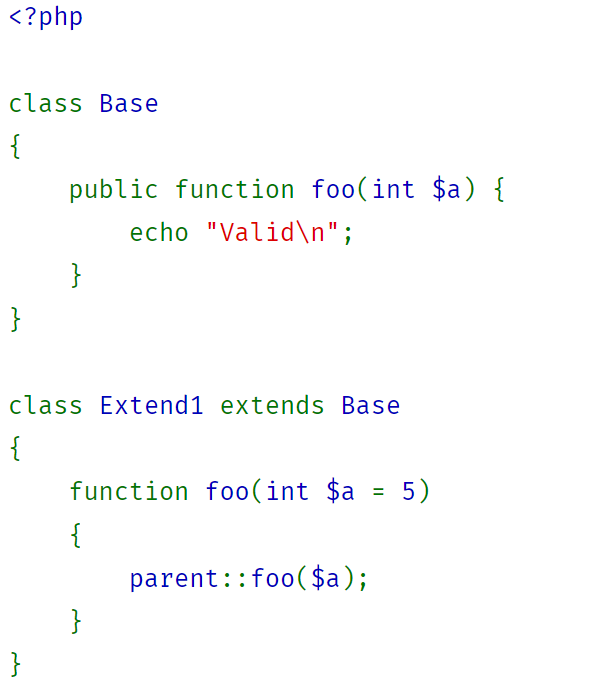 <?php

class Base
{
    public function foo(int $a) {
        echo "Valid\n";
    }
}

class Extend1 extends Base
{
    function foo(int $a = 5)
    {
        parent::foo($a);
    }
}